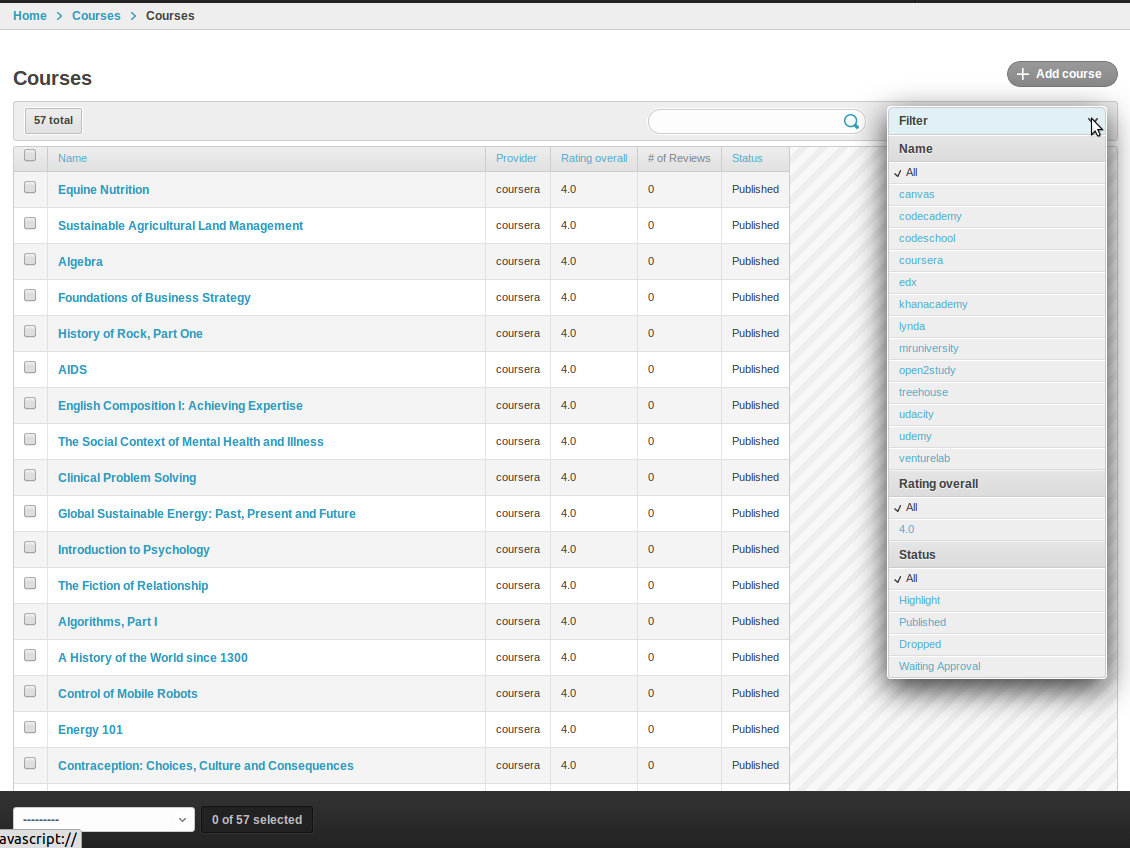 Home > Courses > Courses
Courses
+ Add course
57 total
Filter
Name Provider Rating overall # of Reviews Status
Equine Nutrition coursera 4.0 0 Published
Sustainable Agricultural Land Management coursera 4.0 0 Published
Algebra coursera 4.0 0 Published
Foundations of Business Strategy coursera 4.0 0 Published
History of Rock, Part One coursera 4.0 0 Published
AIDS coursera 4.0 0 Published
English Composition I: Achieving Expertise coursera 4.0 0 Published
The Social Context of Mental Health and Illness coursera 4.0 0 Published
Clinical Problem Solving coursera 4.0 0 Published
Global Sustainable Energy: Past, Present and Future coursera 4.0 0 Published
Introduction to Psychology coursera 4.0 0 Published
The Fiction of Relationship coursera 4.0 0 Published
Algorithms, Part I coursera 4.0 0 Published
A History of the World since 1300 coursera 4.0 0 Published
Control of Mobile Robots coursera 4.0 0 Published
Energy 101 coursera 4.0 0 Published
Contraception: Choices, Culture and Consequences coursera 4.0 0 Published
Name
All
canvas
codecademy
codeschool
coursera
edx
khanacademy
lynda
mruniversity
open2study
treehouse
udacity
udemy
venturelab
Rating overall
All
4.0
Status
All
Highlight
Published
Dropped
Waiting Approval
---------
0 of 57 selected
avascript://